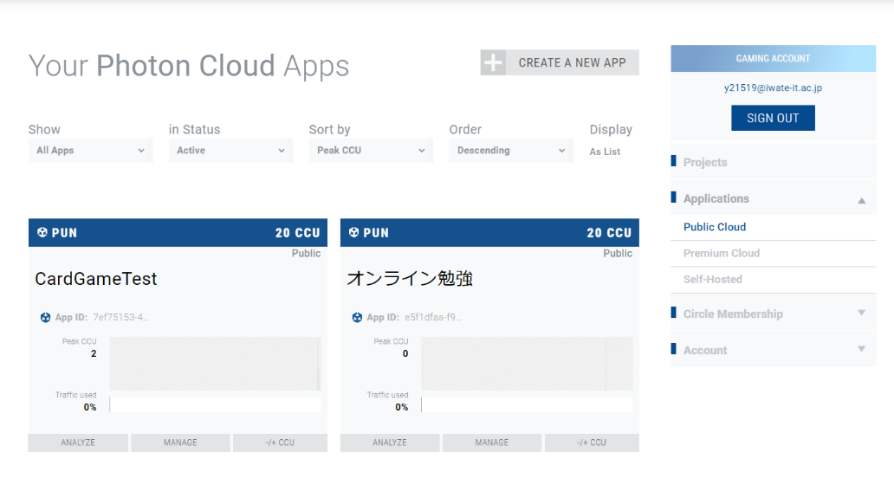 Your Photon Cloud Apps
CREATE A NEW APP
Show
in Status
Sort by
Order
Display
All Apps
Active
Peak CCU
Descending
As List
PUN 20 CCU
Public
CardGameTest
App ID: 7ef75153-4..
Peak CCU
2
Traffic used
0%
ANALYZE
MANAGE
-/+ CCU
PUN 20 CCU
Public
オンライン勉強
App ID: e5f1dfaa-f9..
Peak CCU
0
Traffic used
0%
ANALYZE
MANAGE
-/+ CCU
GAMING ACCOUNT
y21519@iwate-it.ac.jp
SIGN OUT
Projects
Applications
Public Cloud
Premium Cloud
Self-Hosted
Circle Membership
Account